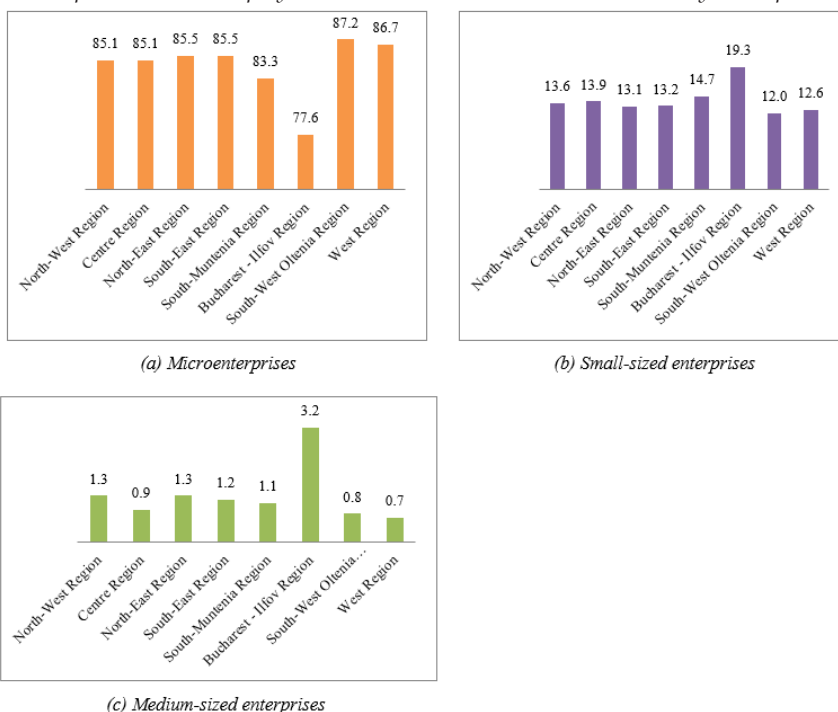 87.2
86.7
85.5
85.5
85.1
85.1
83.3
77.6
North-West Region
Centre Region
North-East Region
South-East Region
South-Muntenia Region
Bucharest - Ilfov Region
South-West Oltenia Region
West Region
(a) Microenterprises
19.3
14.7
13.6
13.9
13.1
13.2
12.0
12.6
North-West Region
Centre Region
North-East Region
South-East Region
South-Muntenia Region
Bucharest - Ilfov Region
South-West Oltenia Region
West Region
(b) Small-sized enterprises
3.2
1.3
0.9
1.3
1.2
1.1
0.8
0.7
North-West Region
Centre Region
North-East Region
South-East Region
South-Muntenia Region
Bucharest - Ilfov Region
South-West Oltenia...
West Region
(c) Medium-sized enterprises